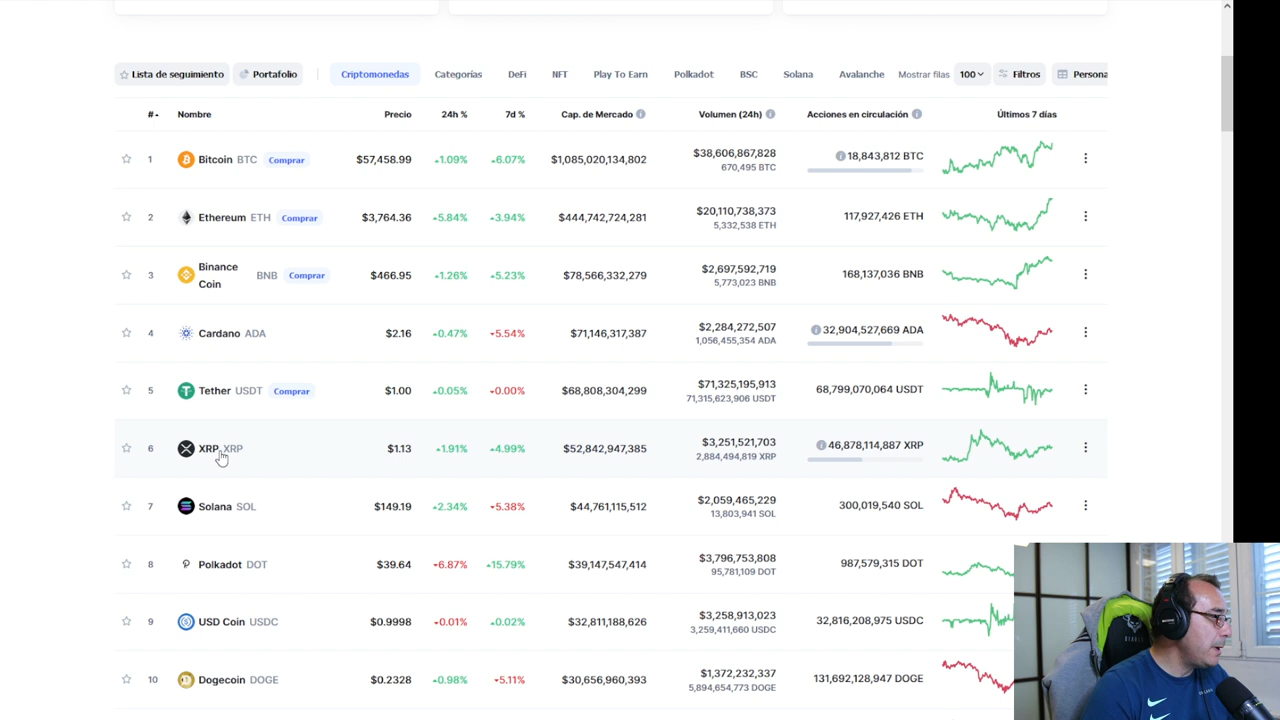 Lista de seguimiento Portafolio Criptomonedas Categorías DeFi NFT Play To Earn Polkadot BSC Solana Avalanche Mostrar filas 100 Filtros Persona
# Nombre Precio 24h % 7d % Cap. de Mercado Volumen (24h) Acciones en circulación Últimos 7 días
1 Bitcoin BTC Comprar $57,458.99 1.09% 6.07% $1,085,020,134,802 $38,606,867,828 18,843,812 BTC
670,495 BTC
2 Ethereum ETH Comprar $3,764.36 5.84% 3.94% $444,742,724,281 $20,110,738,373 117,927,426 ETH
5,332,538 ETH
3 Binance Coin BNB Comprar $466.95 1.26% 5.23% $78,566,332,279 $2,697,592,719 168,137,036 BNB
5,773,023 BNB
4 Cardano ADA $2.16 0.47% 5.54% $71,146,317,387 $2,284,272,507 32,904,527,669 ADA
1,056,455,354 ADA
5 Tether USDT Comprar $1.00 0.05% 0.00% $68,808,304,299 $71,325,195,913 68,799,070,064 USDT
71,315,623,906 USDT
6 XRP XRP $1.13 1.91% 4.99% $52,842,947,385 $3,251,521,703 46,878,114,887 XRP
2,884,494,819 XRP
7 Solana SOL $149.19 2.34% 5.38% $44,761,115,512 $2,059,465,229 300,019,540 SOL
13,803,941 SOL
8 Polkadot DOT $39.64 6.87% 15.79% $39,147,547,414 $3,796,753,808 987,579,315 DOT
95,781,109 DOT
9 USD Coin USDC $0.9998 0.01% 0.02% $32,811,188,626 $3,258,913,023 32,816,208,975 USDC
3,259,411,660 USDC
10 Dogecoin DOGE $0.2328 0.98% 5.11% $30,656,960,393 $1,372,232,337 131,692,128,947 DOGE
5,894,654,773 DOGE